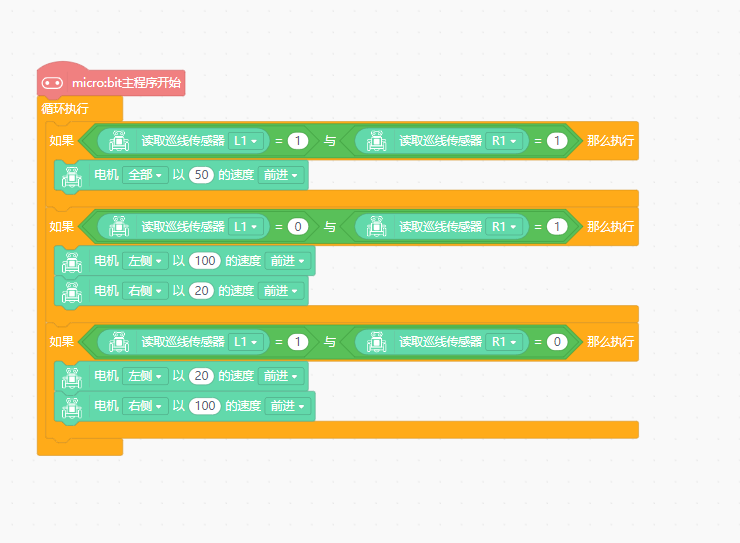 micro:bit主程序开始
循环执行
如果 读取巡线传感器 L1 = 1 与 读取巡线传感器 R1 = 1 那么执行
电机 全部 以 50 的速度 前进
如果 读取巡线传感器 L1 = 0 与 读取巡线传感器 R1 = 1 那么执行
电机 左侧 以 100 的速度 前进
电机 右侧 以 20 的速度 前进
如果 读取巡线传感器 L1 = 1 与 读取巡线传感器 R1 = 0 那么执行
电机 左侧 以 20 的速度 前进
电机 右侧 以 100 的速度 前进